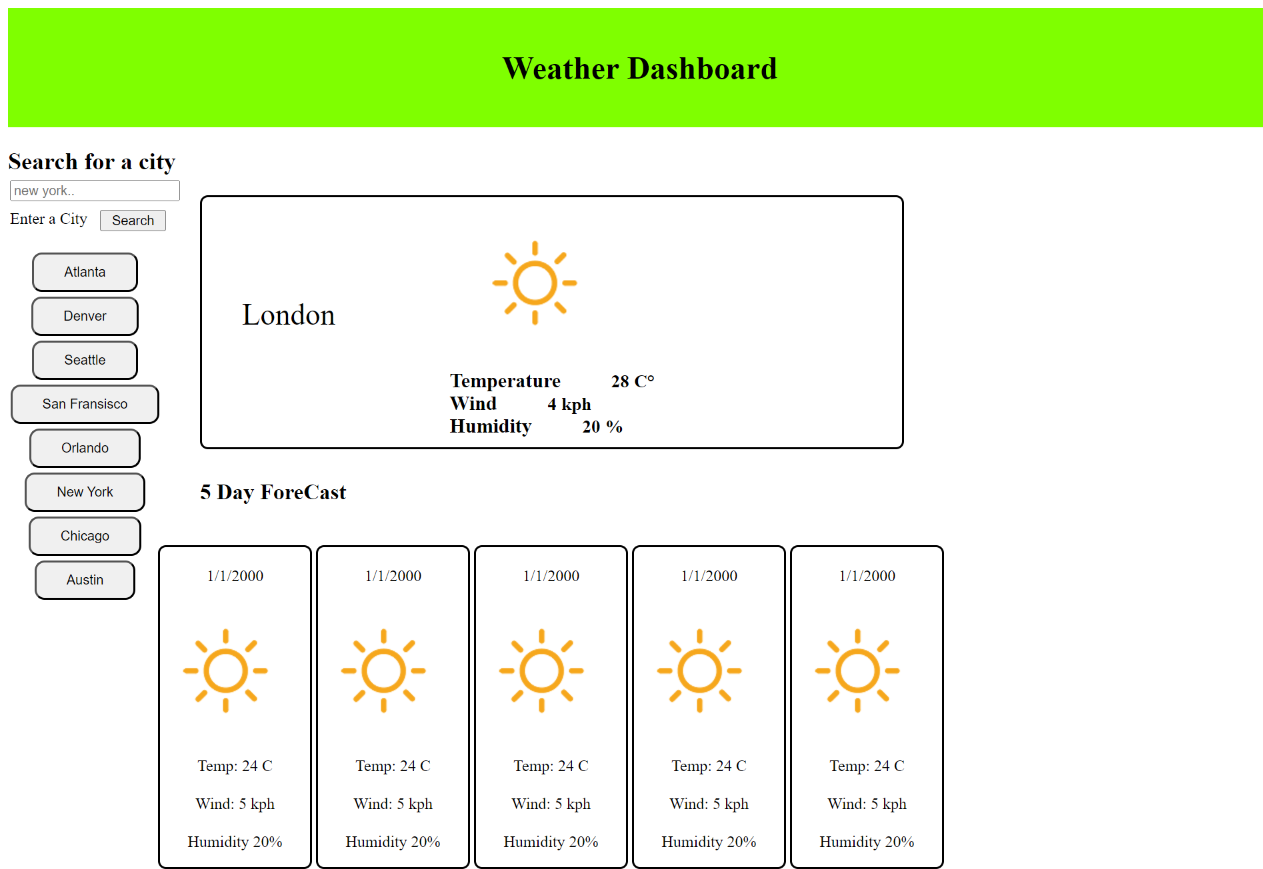 Weather Dashboard
Search for a city
new york..
Enter a City Search
Atlanta
Denver
Seattle
San Fransisco
Orlando
New York
Chicago
Austin
London
Temperature 28 C°
Wind 4 kph
Humidity 20 %
5 Day ForeCast
1/1/2000
Temp: 24 C
Wind: 5 kph
Humidity 20%
1/1/2000
Temp: 24 C
Wind: 5 kph
Humidity 20%
1/1/2000
Temp: 24 C
Wind: 5 kph
Humidity 20%
1/1/2000
Temp: 24 C
Wind: 5 kph
Humidity 20%
1/1/2000
Temp: 24 C
Wind: 5 kph
Humidity 20%